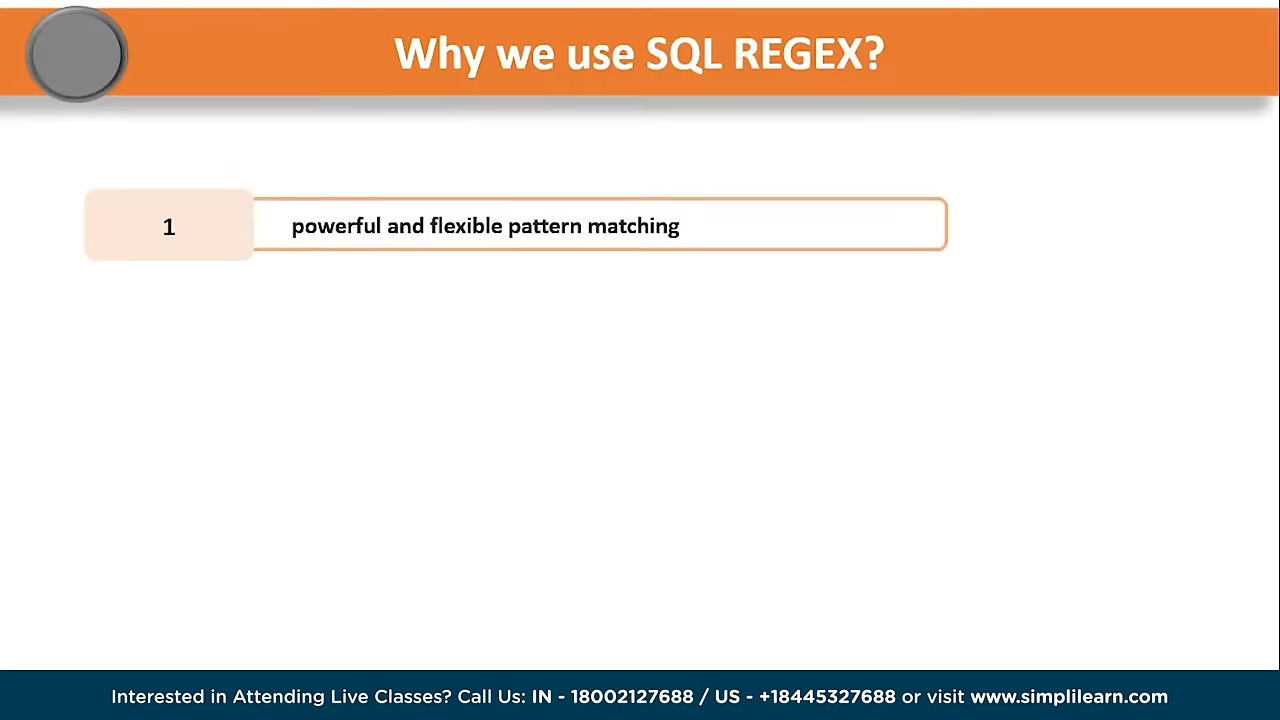 Why we use SQL REGEX?
1 powerful and flexible pattern matching
Interested in Attending Live Classes? Call Us: IN - 18002127688 / US - +18445327688 or visit www.simplilearn.com